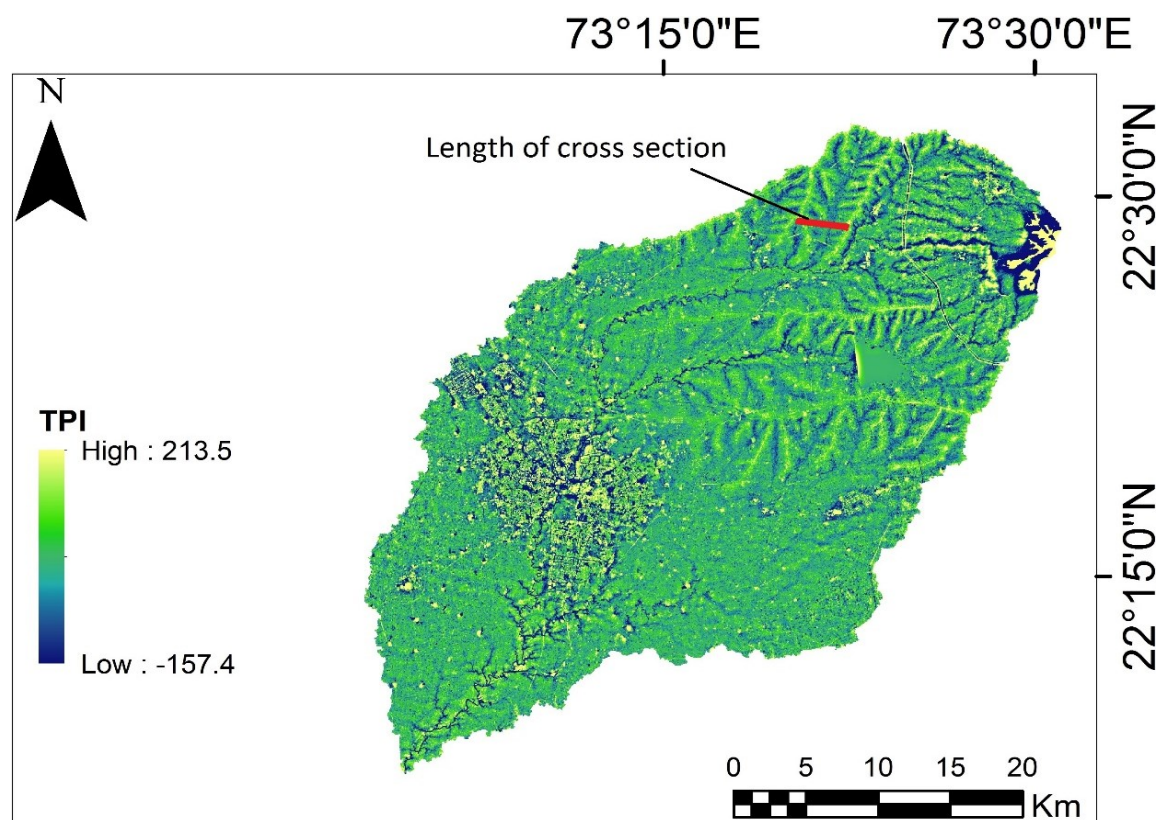 73°15'0"E 73°30'0"E
N
Length of cross section
22°30'0"N
TPI
High : 213.5
Low : -157.4
22°15'0"N
0 5 10 15 20
Km